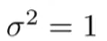 σ² = 1